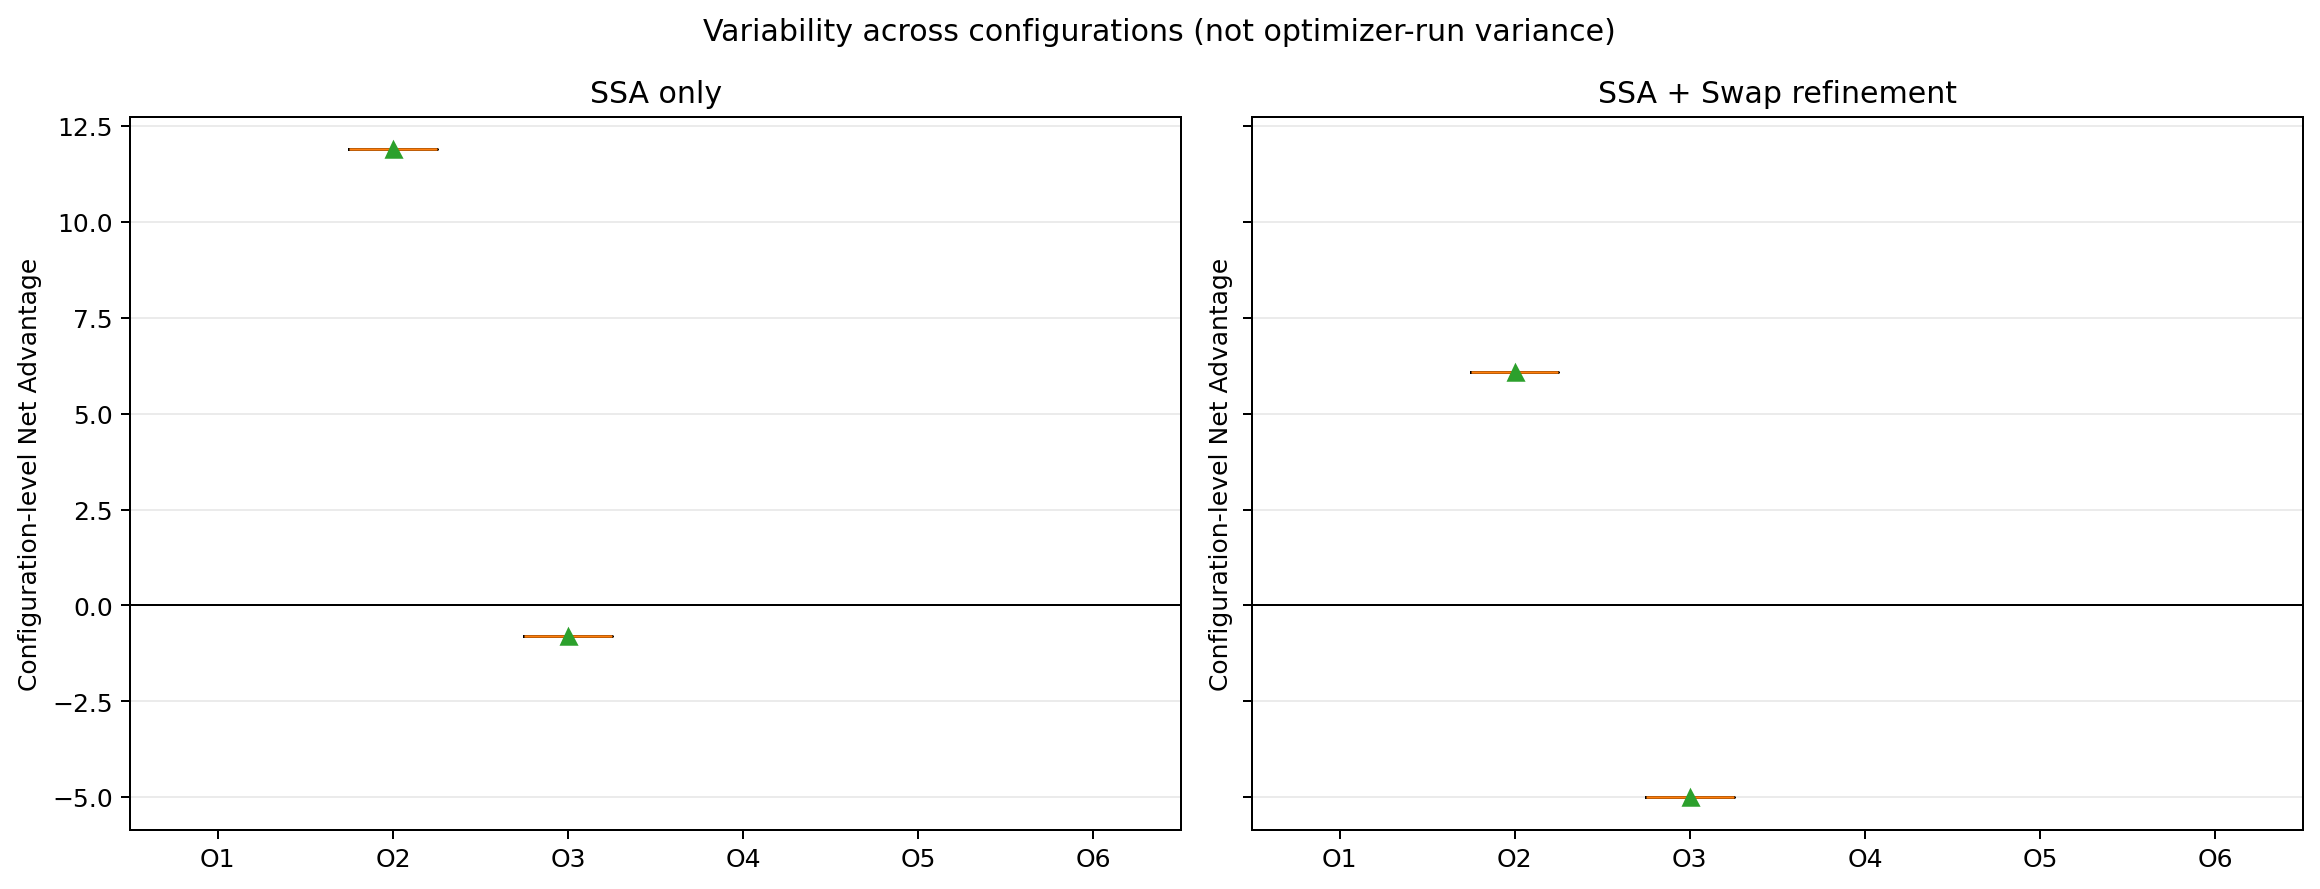 Variability across configurations (not optimizer-run variance)
SSA only
Configuration-level Net Advantage
12.5
10.0
7.5
5.0
2.5
0.0
−2.5
−5.0
O1 O2 O3 O4 O5 O6
SSA + Swap refinement
Configuration-level Net Advantage
O1 O2 O3 O4 O5 O6